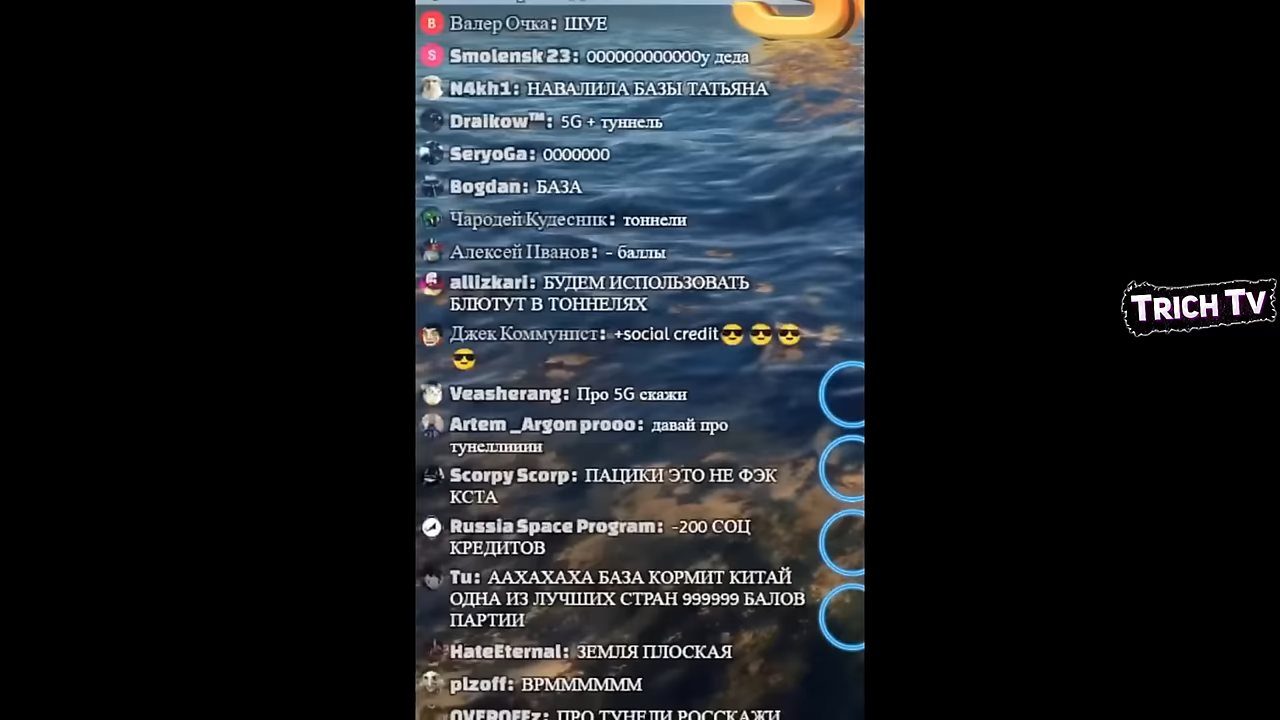 Валер Очка: ШУЕ
Smolensk 23: оооооооооооооу деда
N4kh1: НАВАЛИЛА БАЗЫ ТАТЬЯНА
Draikow™: 5G + туннель
SeryoGa: ооооооо
Bogdan: БАЗА
Чародей Кудесник: тоннели
Алексей Иванов: - баллы
allizkari: БУДЕМ ИСПОЛЬЗОВАТЬ
БЛЮТУТ В ТОННЕЛЯХ
TRICH TV
Джек Коммунист: +social credit😎😎😎
😎
Veasherang: Про 5G скажи
Artem _Argon prooo: давай про
тунеллииии
Scorpy Scorp: ПАЦИКИ ЭТО НЕ ФЭК
КСТА
Russia Space Program: -200 СОЦ
КРЕДИТОВ
Tu: ААХАХАХА БАЗА КОРМИТ КИТАЙ
ОДНА ИЗ ЛУЧШИХ СТРАН 999999 БАЛОВ
ПАРТИИ
HateEternal: ЗЕМЛЯ ПЛОСКАЯ
plzoff: ВРММММММ
OVEROFFz: ПРО ТУНЕЛИ РОССКАЖИ